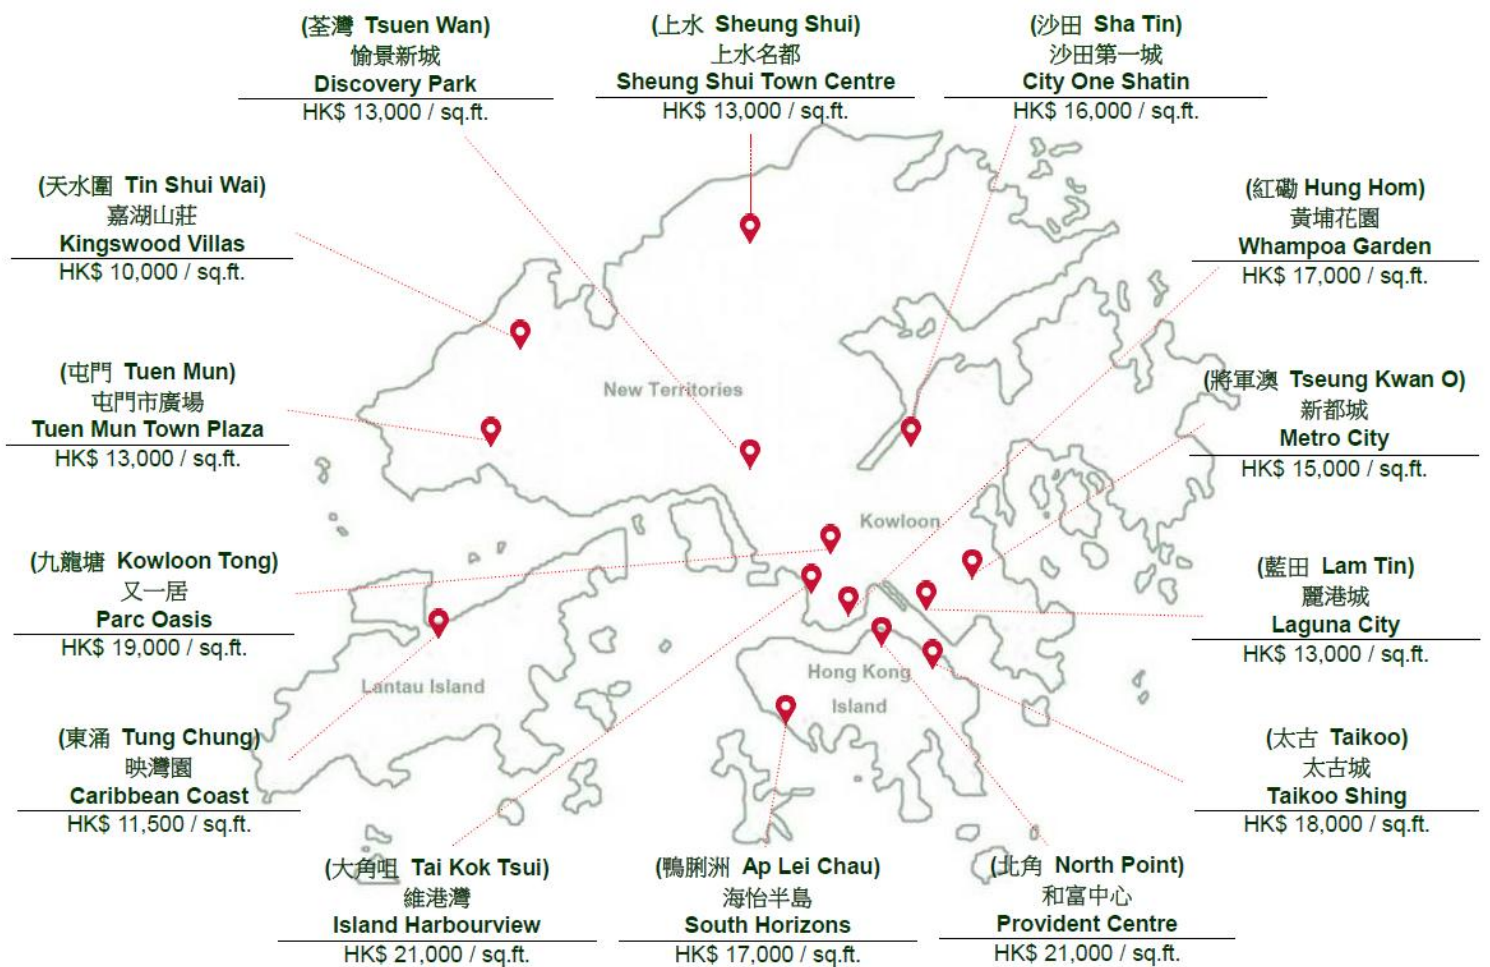 (荃灣 Tsuen Wan)
愉景新城
Discovery Park
HK$ 13,000 / sq.ft.
(上水 Sheung Shui)
上水名都
Sheung Shui Town Centre
HK$ 13,000 / sq.ft.
(沙田 Sha Tin)
沙田第一城
City One Shatin
HK$ 16,000 / sq.ft.
(天水圍 Tin Shui Wai)
嘉湖山莊
Kingswood Villas
HK$ 10,000 / sq.ft.
(紅磡 Hung Hom)
黃埔花園
Whampoa Garden
HK$ 17,000 / sq.ft.
(屯門 Tuen Mun)
屯門市廣場
Tuen Mun Town Plaza
HK$ 13,000 / sq.ft.
New Territories
(將軍澳 Tseung Kwan O)
新都城
Metro City
HK$ 15,000 / sq.ft.
Kowloon
(九龍塘 Kowloon Tong)
又一居
Parc Oasis
HK$ 19,000 / sq.ft.
(藍田 Lam Tin)
麗港城
Laguna City
HK$ 13,000 / sq.ft.
Lantau Island
Hong Kong
Island
(東涌 Tung Chung)
映灣園
Caribbean Coast
HK$ 11,500 / sq.ft.
(太古 Taikoo)
太古城
Taikoo Shing
HK$ 18,000 / sq.ft.
(大角咀 Tai Kok Tsui)
維港灣
Island Harbourview
HK$ 21,000 / sq.ft.
(鴨脷洲 Ap Lei Chau)
海怡半島
South Horizons
HK$ 17,000 / sq.ft.
(北角 North Point)
和富中心
Provident Centre
HK$ 21,000 / sq.ft.